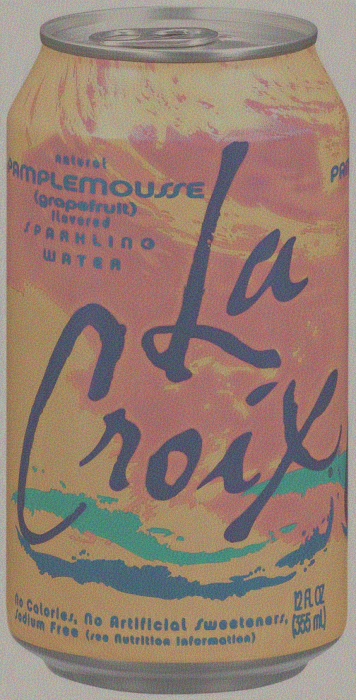 natural
PAMPLEMOUSSE
(grapefruit)
flavored
SPARKLING
WATER
La
Croix
No Calories, No Artificial Sweeteners,
Sodium Free (see Nutrition Information)
12 FL OZ
(355 mL)